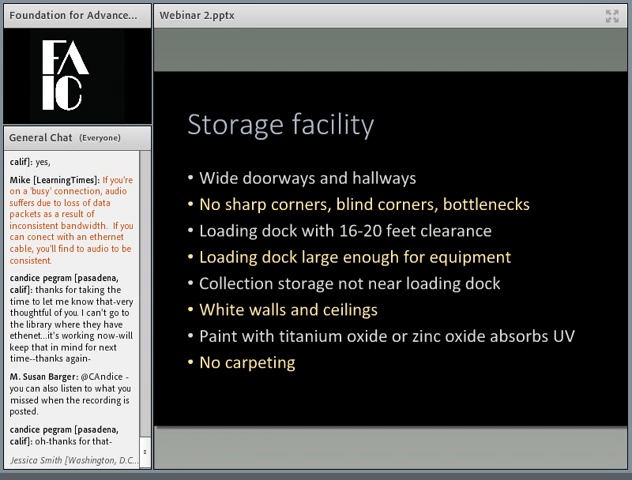 Foundation for Advance...
FAIC
General Chat (Everyone)
calif]: yes,
Mike [LearningTimes]: If you're
on a 'busy' connection, audio
suffers due to loss of data
packets as a result of
inconsistent bandwidth. If you
can conect with an ethernet
cable, you'll find to audio to be
consistent.
candice pegram [pasadena,
calif]: thanks for taking the
time to let me know that-very
thoughtful of you. I can't go to
the library where they have
ethenet...it's working now-will
keep that in mind for next
time--thanks again-
M. Susan Barger: @CAndice -
you can also listen to what you
missed when the recording is
posted.
candice pegram [pasadena,
calif]: oh-thanks for that-
Jessica Smith [Washington, D.C...
Webinar 2.pptx
Storage facility
• Wide doorways and hallways
• No sharp corners, blind corners, bottlenecks
• Loading dock with 16-20 feet clearance
• Loading dock large enough for equipment
• Collection storage not near loading dock
• White walls and ceilings
• Paint with titanium oxide or zinc oxide absorbs UV
• No carpeting